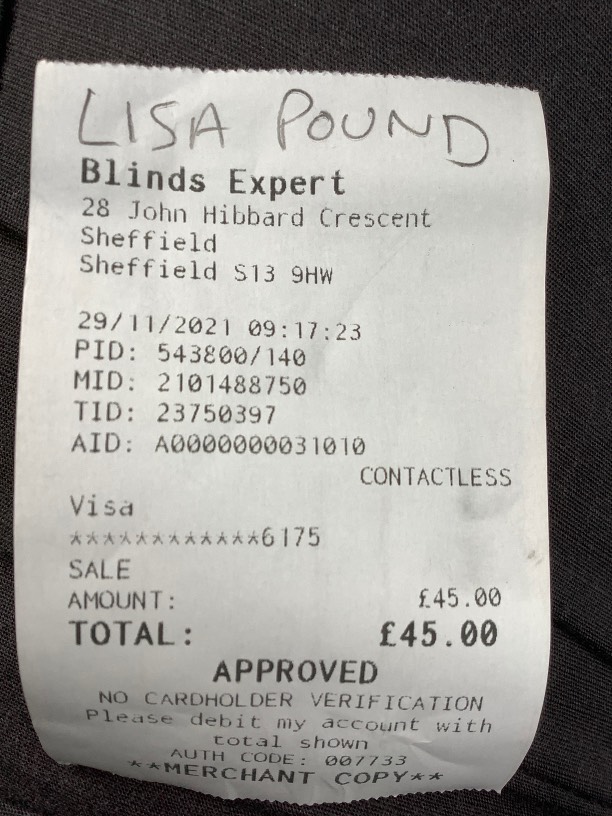 LISA POUND
Blinds Expert
28 John Hibbard Crescent
Sheffield
Sheffield S13 9HW
29/11/2021 09:17:23
PID: 543800/140
MID: 2101488750
TID: 23750397
AID: A0000000031010
CONTACTLESS
Visa
************6175
SALE
AMOUNT: £45.00
TOTAL: £45.00
APPROVED
NO CARDHOLDER VERIFICATION
Please debit my account with
total shown
AUTH CODE: 007733
**MERCHANT COPY**